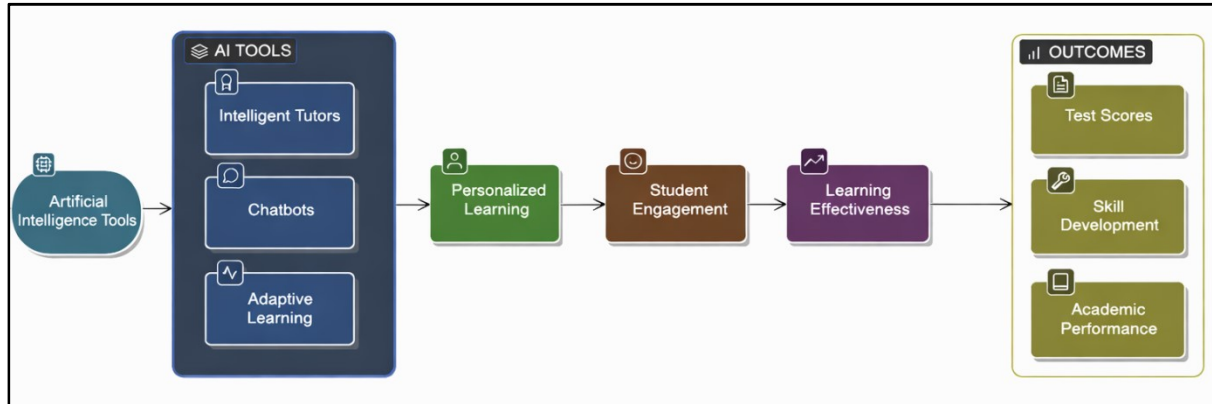 Artificial
Intelligence Tools
AI TOOLS
Intelligent Tutors
Chatbots
Adaptive
Learning
Personalized
Learning
Student
Engagement
Learning
Effectiveness
OUTCOMES
Test Scores
Skill
Development
Academic
Performance